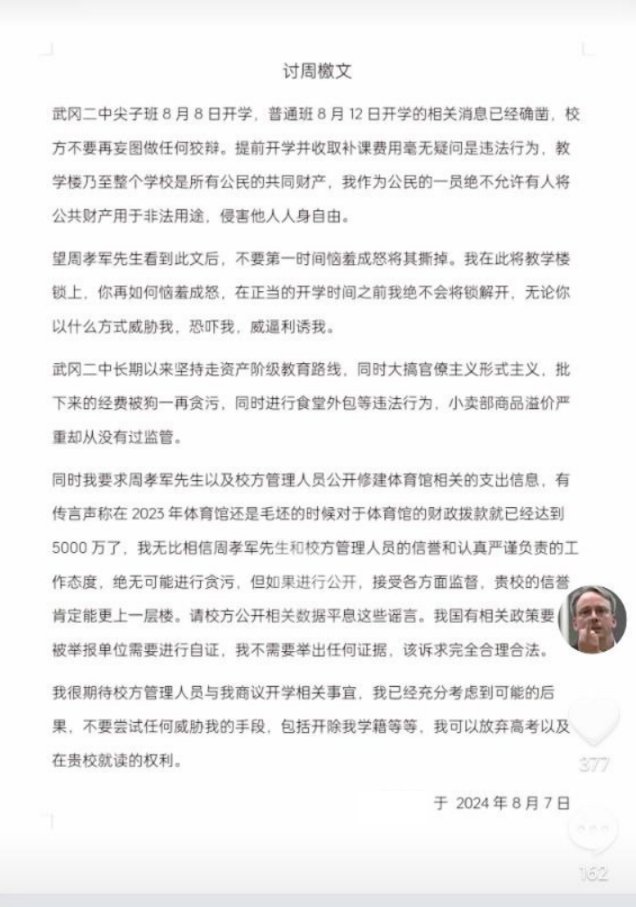 讨周檄文
武冈二中尖子班 8 月 8 日开学，普通班 8 月 12 日开学的相关消息已经确凿，校
方不要再妄图做任何狡辩。提前开学并收取补课费用毫无疑问是违法行为，教
学楼乃至整个学校是所有公民的共同财产，我作为公民的一员绝不允许有人将
公共财产用于非法用途，侵害他人人身自由。
望周孝军先生看到此文后，不要第一时间恼羞成怒将其撕掉。我在此将教学楼
锁上，你再如何恼羞成怒，在正当的开学时间之前我绝不会将锁解开，无论你
以什么方式威胁我，恐吓我，威逼利诱我。
武冈二中长期以来坚持走资产阶级教育路线，同时大搞官僚主义形式主义，批
下来的经费被狗一再贪污，同时进行食堂外包等违法行为，小卖部商品溢价严
重却从没有过监管。
同时我要求周孝军先生以及校方管理人员公开修建体育馆相关的支出信息，有
传言声称在 2023 年体育馆还是毛坯的时候对于体育馆的财政拨款就已经达到
5000 万了，我无比相信周孝军先生和校方管理人员的信誉和认真严谨负责的工
作态度，绝无可能进行贪污，但如果进行公开，接受各方面监督，贵校的信誉
肯定能更上一层楼。请校方公开相关数据平息这些谣言。我国有相关政策要
被举报单位需要进行自证，我不需要举出任何证据，该诉求完全合理合法。
我很期待校方管理人员与我商议开学相关事宜，我已经充分考虑到可能的后
果，不要尝试任何威胁我的手段，包括开除我学籍等等，我可以放弃高考以及
在贵校就读的权利。
于 2024 年 8 月 7 日
377
162